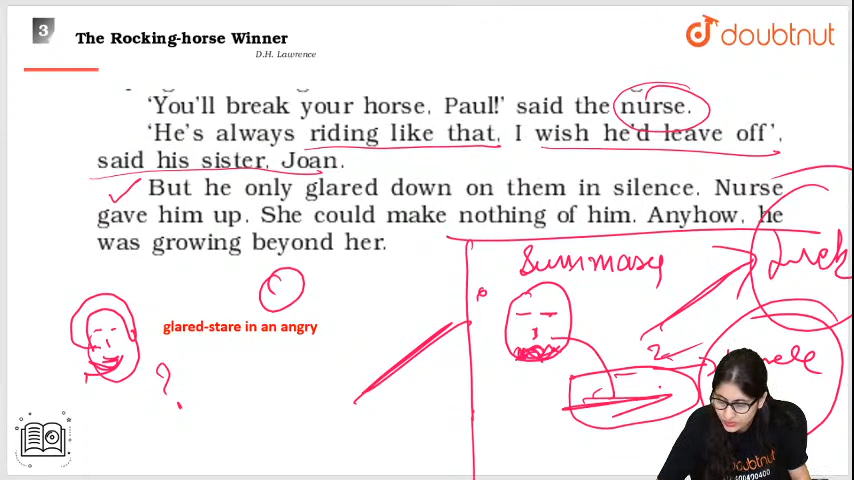 3
The Rocking-horse Winner
D.H. Lawrence
doubtnut
'You'll break your horse, Paul!' said the nurse.
'He's always riding like that, I wish he'd leave off',
said his sister, Joan.
But he only glared down on them in silence. Nurse
gave him up. She could make nothing of him. Anyhow, he
was growing beyond her.
Summary
Luck
glared-stare in an angry
?
doubtnut